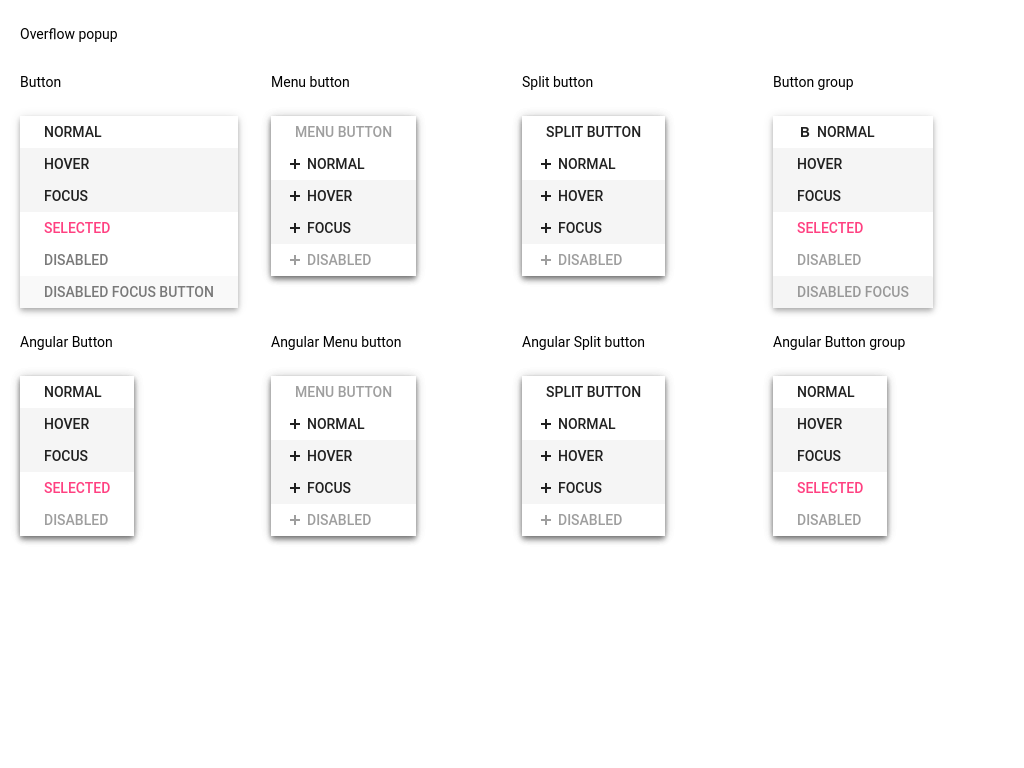 Overflow popup
Button
NORMAL
HOVER
FOCUS
SELECTED
DISABLED
DISABLED FOCUS BUTTON
Menu button
MENU BUTTON
+ NORMAL
+ HOVER
+ FOCUS
+ DISABLED
Split button
SPLIT BUTTON
+ NORMAL
+ HOVER
+ FOCUS
+ DISABLED
Button group
B NORMAL
HOVER
FOCUS
SELECTED
DISABLED
DISABLED FOCUS
Angular Button
NORMAL
HOVER
FOCUS
SELECTED
DISABLED
Angular Menu button
MENU BUTTON
+ NORMAL
+ HOVER
+ FOCUS
+ DISABLED
Angular Split button
SPLIT BUTTON
+ NORMAL
+ HOVER
+ FOCUS
+ DISABLED
Angular Button group
NORMAL
HOVER
FOCUS
SELECTED
DISABLED